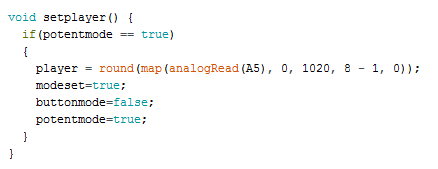 void setplayer() {
if(potentmode == true)
{
player = round(map(analogRead(A5), 0, 1020, 8 - 1, 0));
modeset=true;
buttonmode=false;
potentmode=true;
}
}